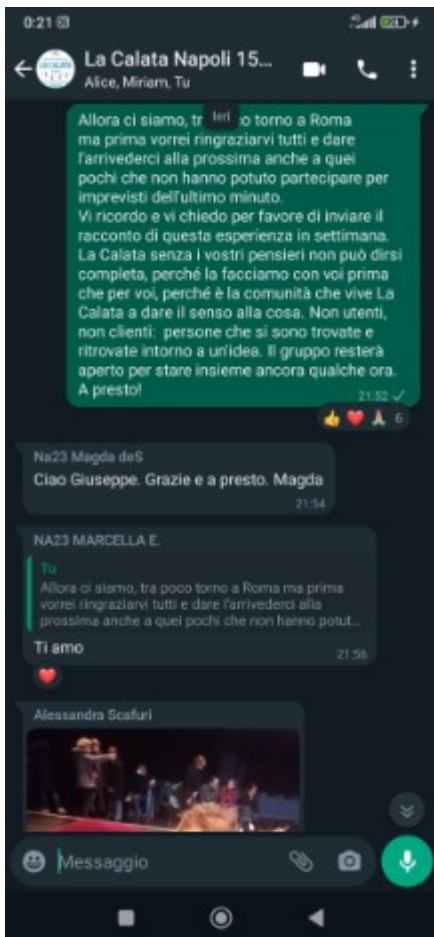 0:21
La Calata Napoli 15...
Alice, Miriam, Tu
Ieri
Allora ci siamo, tra poco torno a Roma
ma prima vorrei ringraziarvi tutti e dare
l'arrivederci alla prossima anche a quei
pochi che non hanno potuto partecipare per
imprevisti dell'ultimo minuto.
Vi ricordo e vi chiedo per favore di inviare il
racconto di questa esperienza in settimana.
La Calata senza i vostri pensieri non può dirsi
completa, perché la facciamo con voi prima
che per voi, perché è la comunità che vive La
Calata a dare il senso alla cosa. Non utenti,
non clienti: persone che si sono trovate e
ritrovate intorno a un'idea. Il gruppo resterà
aperto per stare insieme ancora qualche ora.
A presto!
21:52
6
Na23 Magda deS
Ciao Giuseppe. Grazie e a presto. Magda
21:54
NA23 MARCELLA E.
Tu
Allora ci siamo, tra poco torno a Roma ma prima
vorrei ringraziarvi tutti e dare l'arrivederci alla
prossima anche a quei pochi che non hanno potut...
Ti amo
21:56
Alessandra Scafuri
Messaggio